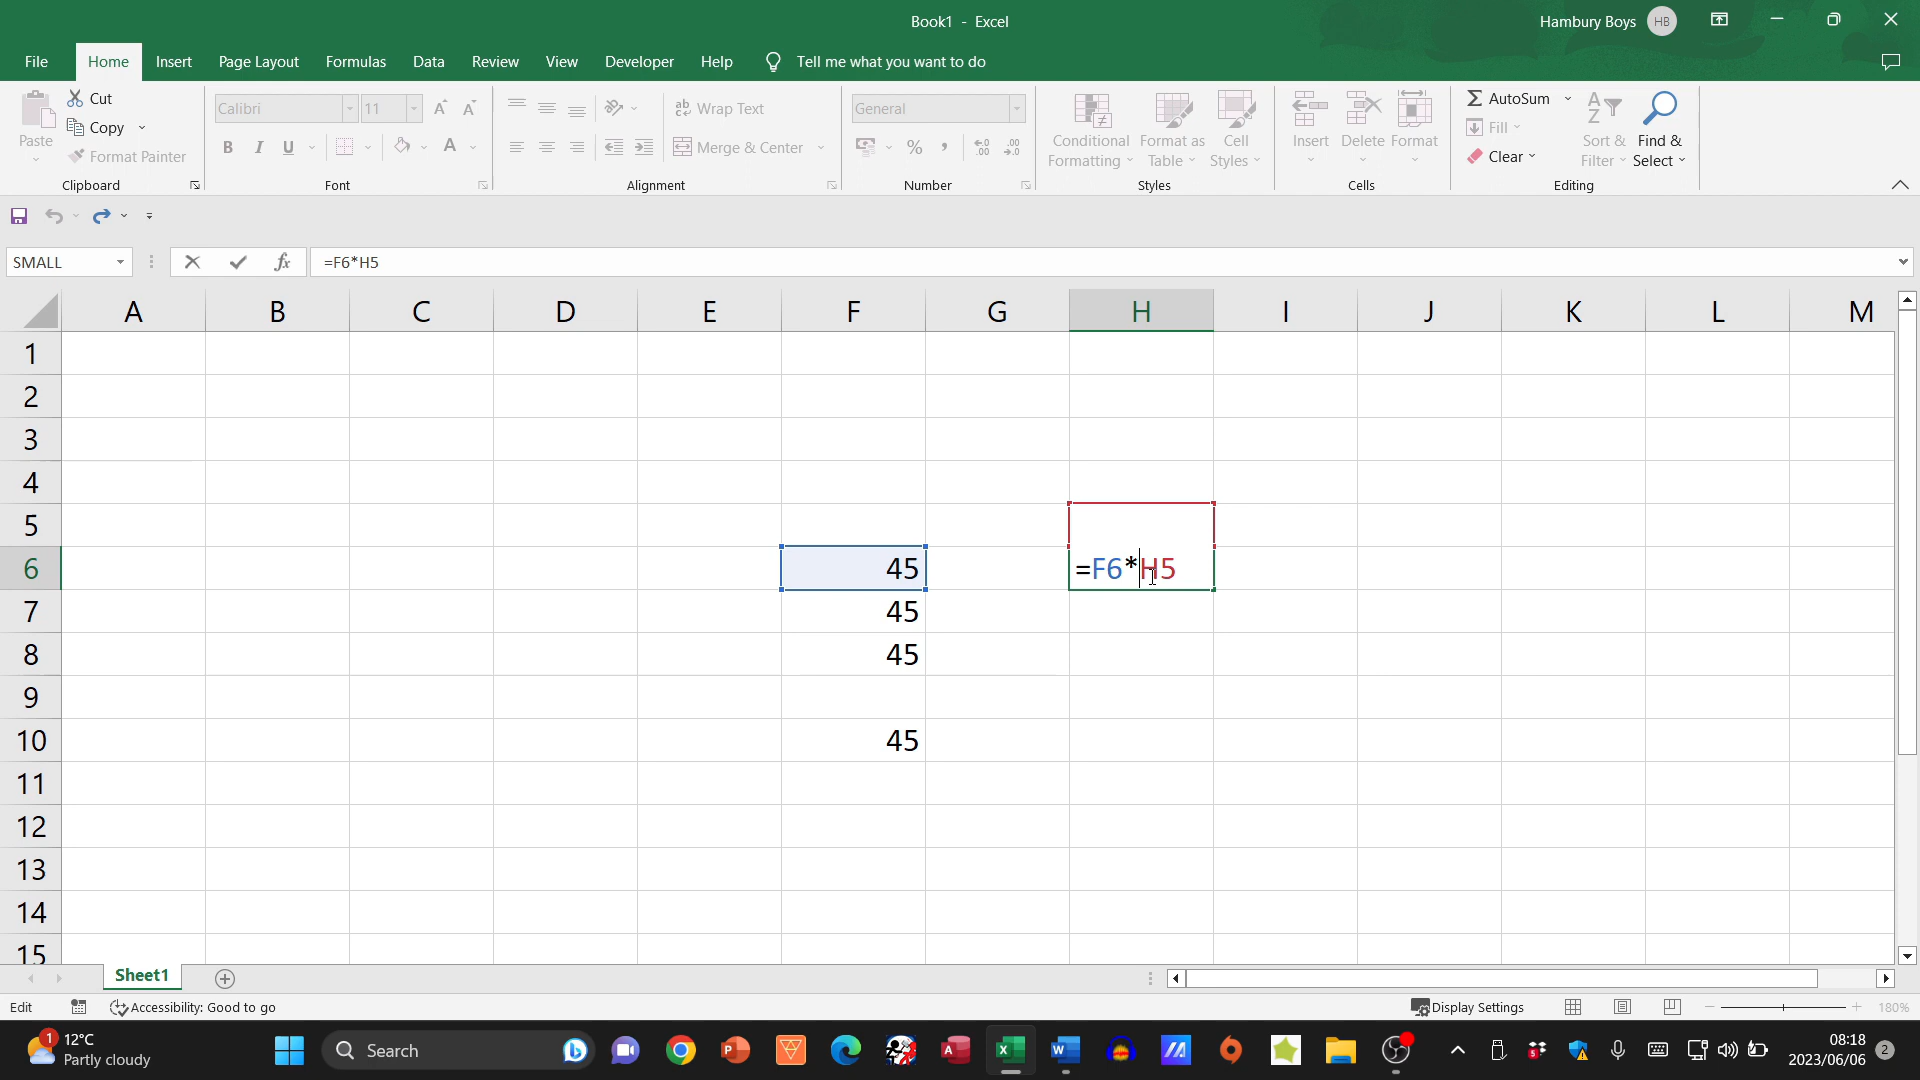 Book1 - Excel
Hambury Boys HB
File Home Insert Page Layout Formulas Data Review View Developer Help Tell me what you want to do
Paste
Cut
Copy
Format Painter
Clipboard
Calibri 11
B I U
Font
Wrap Text
Merge & Center
Alignment
General
Number
Conditional Formatting
Format as Table
Cell Styles
Styles
Insert
Delete
Format
Cells
AutoSum
Fill
Clear
Sort & Filter
Find & Select
Editing
SMALL
=F6*H5
A B C D E F G H I J K L M
1
2
3
4
5
6 45 =F6*H5
7 45
8 45
9
10 45
11
12
13
14
15
Sheet1
Edit Accessibility: Good to go Display Settings 180%
1 12°C
Partly cloudy
Search
08:18
2023/06/06
2